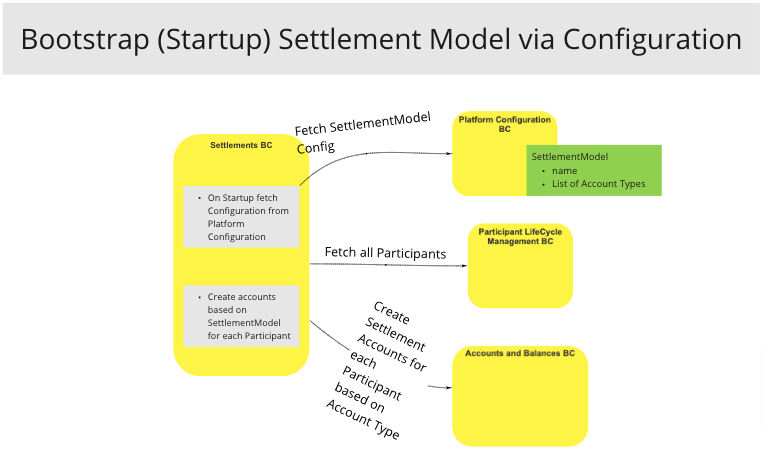 Bootstrap (Startup) Settlement Model via Configuration
Settlements BC
• On Startup fetch
Configuration from
Platform
Configuration
• Create accounts
based on
SettlementModel
for each Participant
Fetch SettlementModel
Config
Platform Configuration
BC
SettlementModel
• name
• List of Account Types
Fetch all Participants
Participant LifeCycle
Management BC
Create
Settlement
Accounts for
each
Participant
based on
Account Type
Accounts and Balances BC